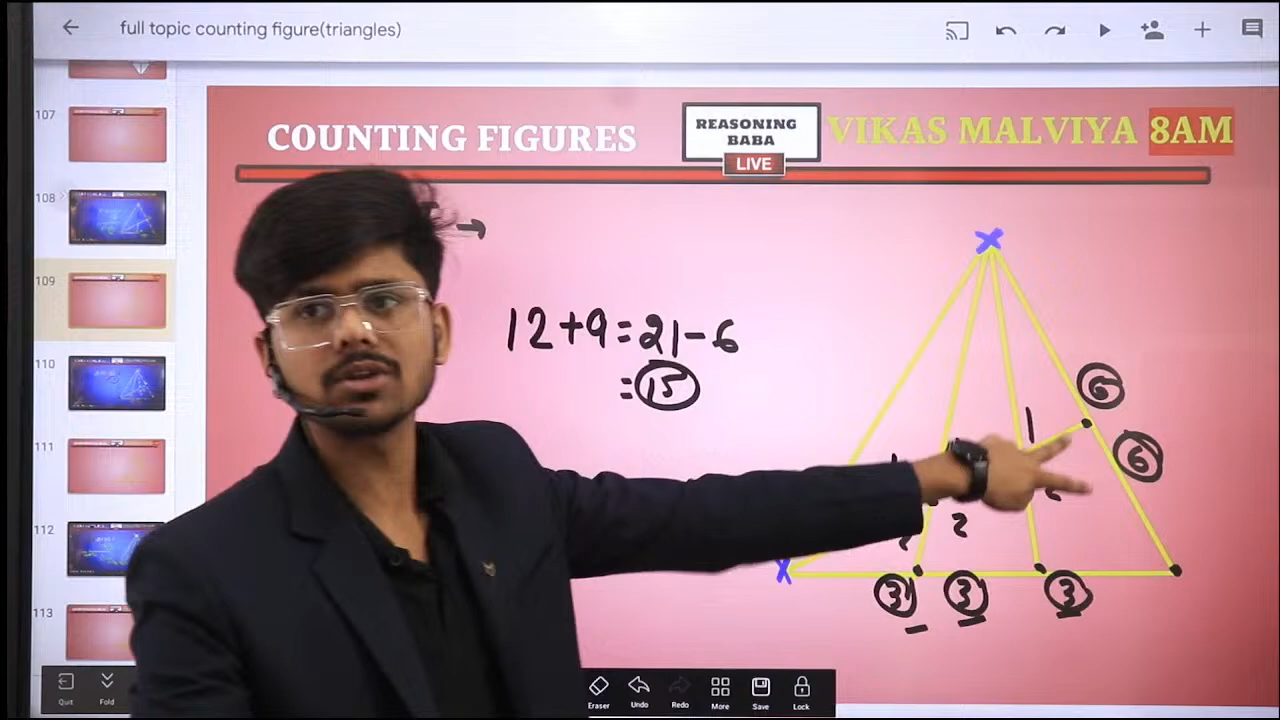 full topic counting figure(triangles)
107
108
109
110
111
112
113
COUNTING FIGURES
REASONING
BABA
LIVE
VIKAS MALVIYA 8AM
12+9=21-6
=15
1
6
6
2
2
3
3
3
Quit
Fold
Eraser
Undo
Redo
More
Save
Lock